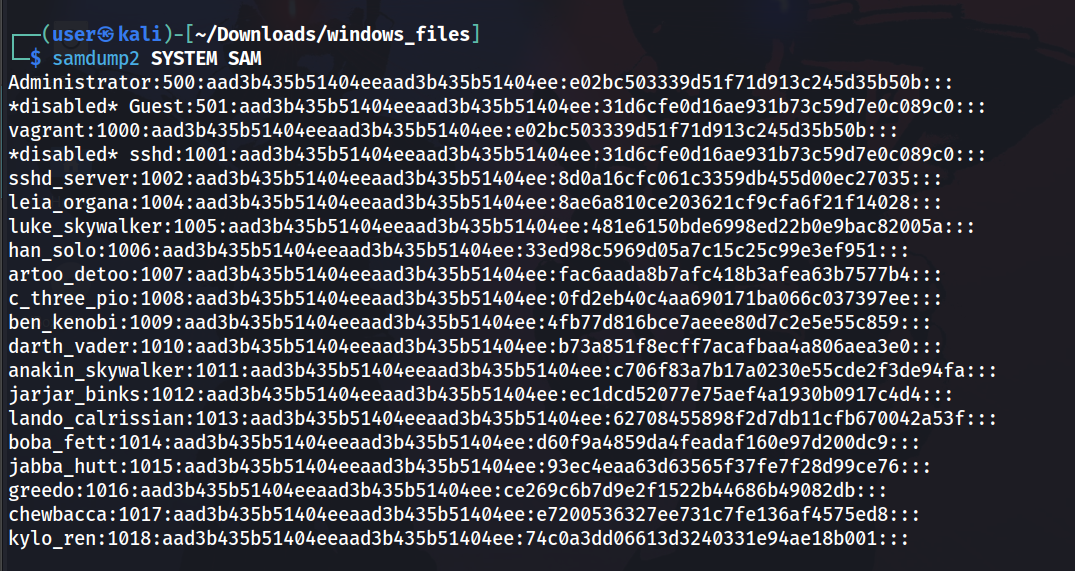 ┌──(user㉿kali)-[~/Downloads/windows_files]
└─$ samdump2 SYSTEM SAM
Administrator:500:aad3b435b51404eeaad3b435b51404ee:e02bc503339d51f71d913c245d35b50b:::
*disabled* Guest:501:aad3b435b51404eeaad3b435b51404ee:31d6cfe0d16ae931b73c59d7e0c089c0:::
vagrant:1000:aad3b435b51404eeaad3b435b51404ee:e02bc503339d51f71d913c245d35b50b:::
*disabled* sshd:1001:aad3b435b51404eeaad3b435b51404ee:31d6cfe0d16ae931b73c59d7e0c089c0:::
sshd_server:1002:aad3b435b51404eeaad3b435b51404ee:8d0a16cfc061c3359db455d00ec27035:::
leia_organa:1004:aad3b435b51404eeaad3b435b51404ee:8ae6a810ce203621cf9cfa6f21f14028:::
luke_skywalker:1005:aad3b435b51404eeaad3b435b51404ee:481e6150bde6998ed22b0e9bac82005a:::
han_solo:1006:aad3b435b51404eeaad3b435b51404ee:33ed98c5969d05a7c15c25c99e3ef951:::
artoo_detoo:1007:aad3b435b51404eeaad3b435b51404ee:fac6aada8b7afc418b3afea63b7577b4:::
c_three_pio:1008:aad3b435b51404eeaad3b435b51404ee:0fd2eb40c4aa690171ba066c037397ee:::
ben_kenobi:1009:aad3b435b51404eeaad3b435b51404ee:4fb77d816bce7aeee80d7c2e5e55c859:::
darth_vader:1010:aad3b435b51404eeaad3b435b51404ee:b73a851f8ecff7acafbaa4a806aea3e0:::
anakin_skywalker:1011:aad3b435b51404eeaad3b435b51404ee:c706f83a7b17a0230e55cde2f3de94fa:::
jarjar_binks:1012:aad3b435b51404eeaad3b435b51404ee:ec1dcd52077e75aef4a1930b0917c4d4:::
lando_calrissian:1013:aad3b435b51404eeaad3b435b51404ee:62708455898f2d7db11cfb670042a53f:::
boba_fett:1014:aad3b435b51404eeaad3b435b51404ee:d60f9a4859da4feadaf160e97d200dc9:::
jabba_hutt:1015:aad3b435b51404eeaad3b435b51404ee:93ec4eaa63d63565f37fe7f28d99ce76:::
greedo:1016:aad3b435b51404eeaad3b435b51404ee:ce269c6b7d9e2f1522b44686b49082db:::
chewbacca:1017:aad3b435b51404eeaad3b435b51404ee:e7200536327ee731c7fe136af4575ed8:::
kylo_ren:1018:aad3b435b51404eeaad3b435b51404ee:74c0a3dd06613d3240331e94ae18b001:::